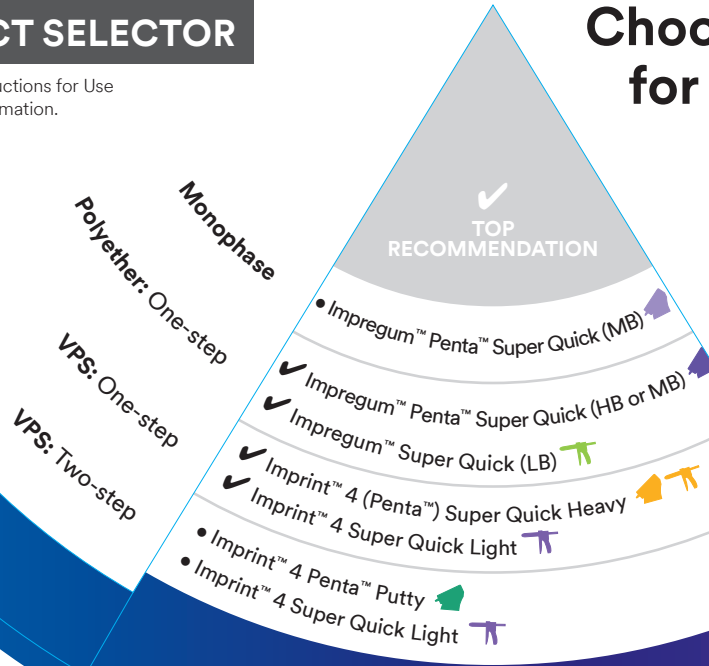 CT SELECTOR
uctions for Use
mation.
Choo
for
✔
TOP
RECOMMENDATION
Monophase
Polyether: One-step
VPS: One-step
VPS: Two-step
• Impregum™ Penta™ Super Quick (MB)
✔ Impregum™ Penta™ Super Quick (HB or MB)
✔ Impregum™ Super Quick (LB)
✔ Imprint™ 4 (Penta™) Super Quick Heavy
✔ Imprint™ 4 Super Quick Light
• Imprint™ 4 Penta™ Putty
• Imprint™ 4 Super Quick Light